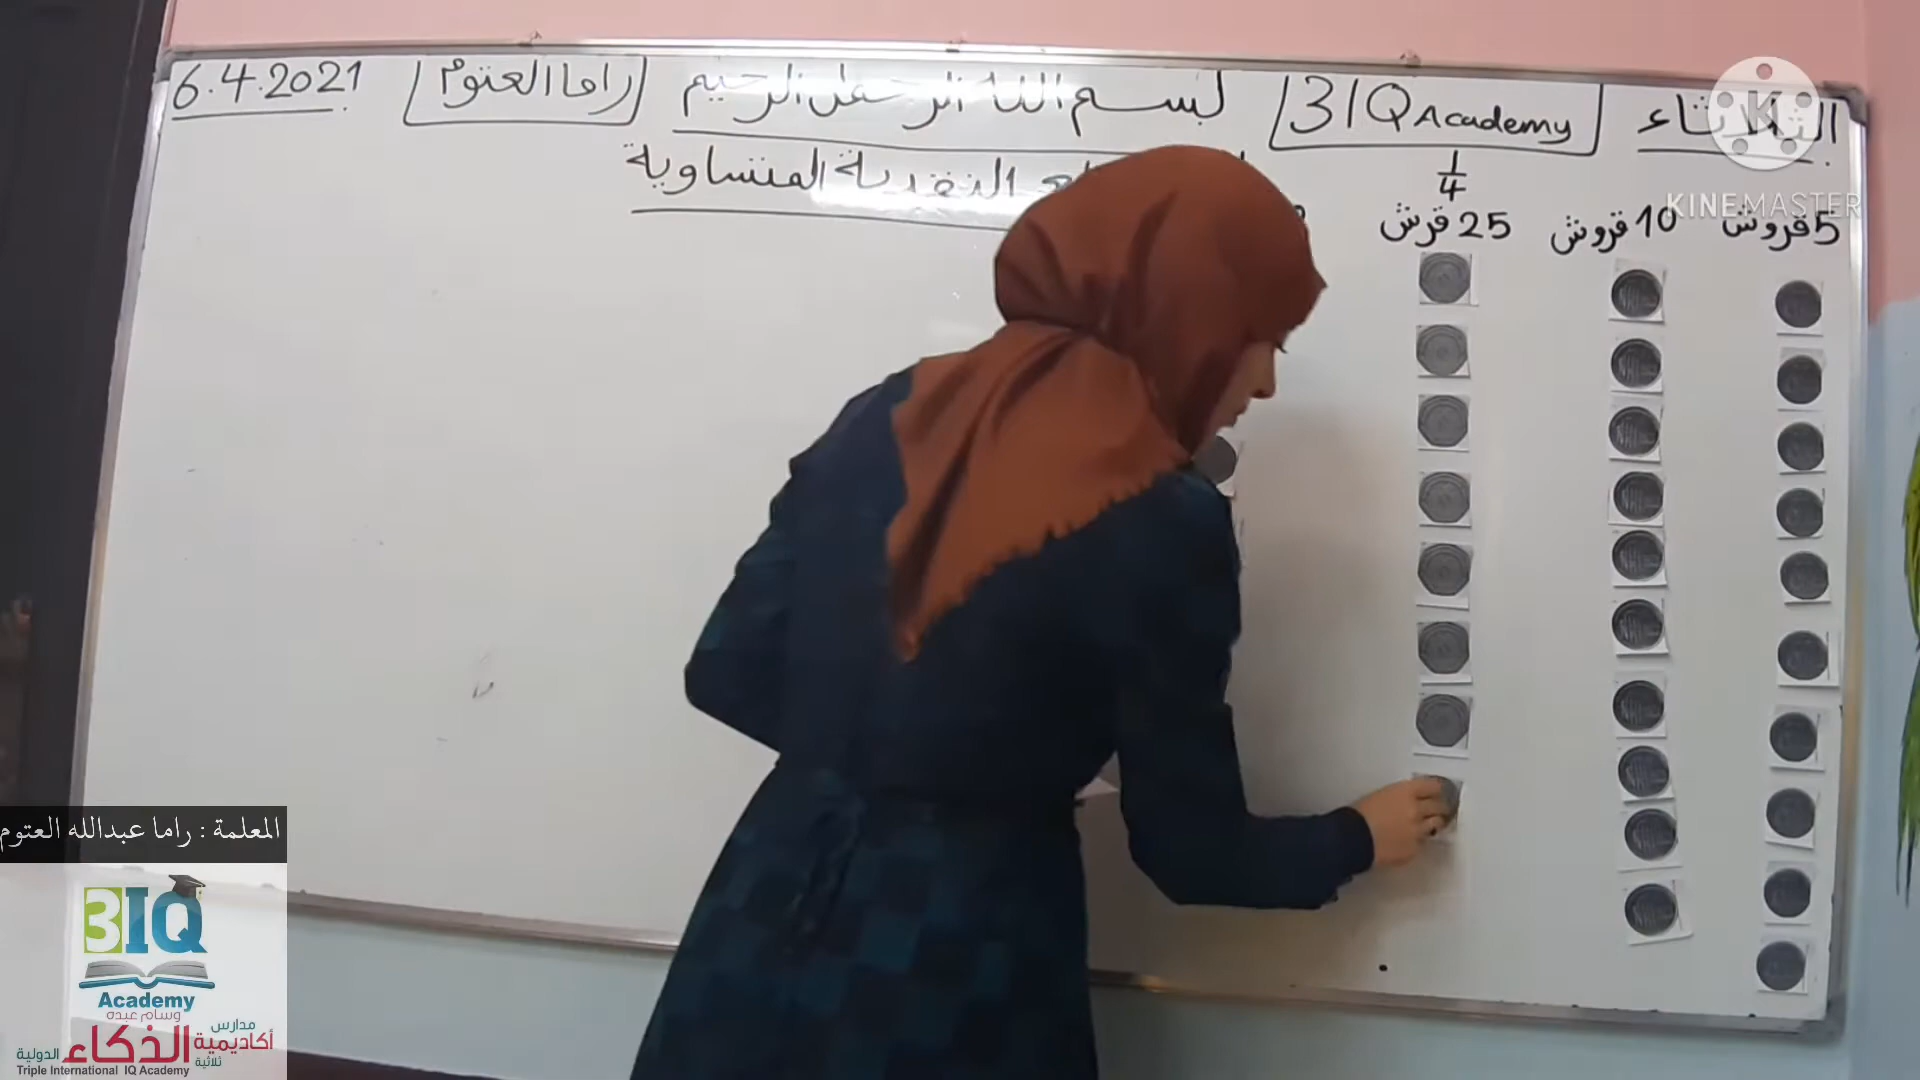 الثلاثاء
3IQ Academy
بسم الله الرحمن الرحيم
راما العتوم
6.4.2021
النقدية المتساوية
1/4
5 قروش
10 قروش
25 قرش
KINEMASTER
المعلمة : راما عبدالله العتوم
3IQ
Academy
وسام عبده
مدارس
أكاديمية الذكاء الدولية
ثلاثية
Triple International IQ Academy